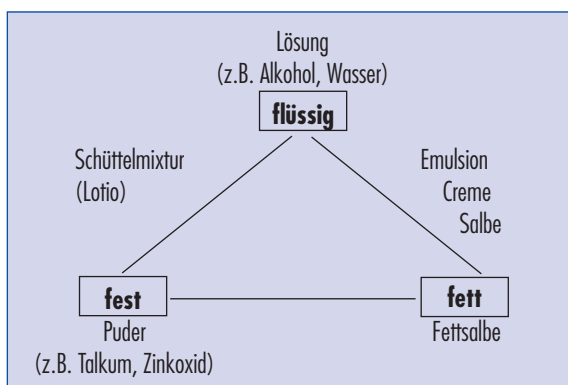 Lösung
(z.B. Alkohol, Wasser)
flüssig
Schüttelmixtur
(Lotio)
Emulsion
Creme
Salbe
fest
fett
Puder
Fettsalbe
(z.B. Talkum, Zinkoxid)